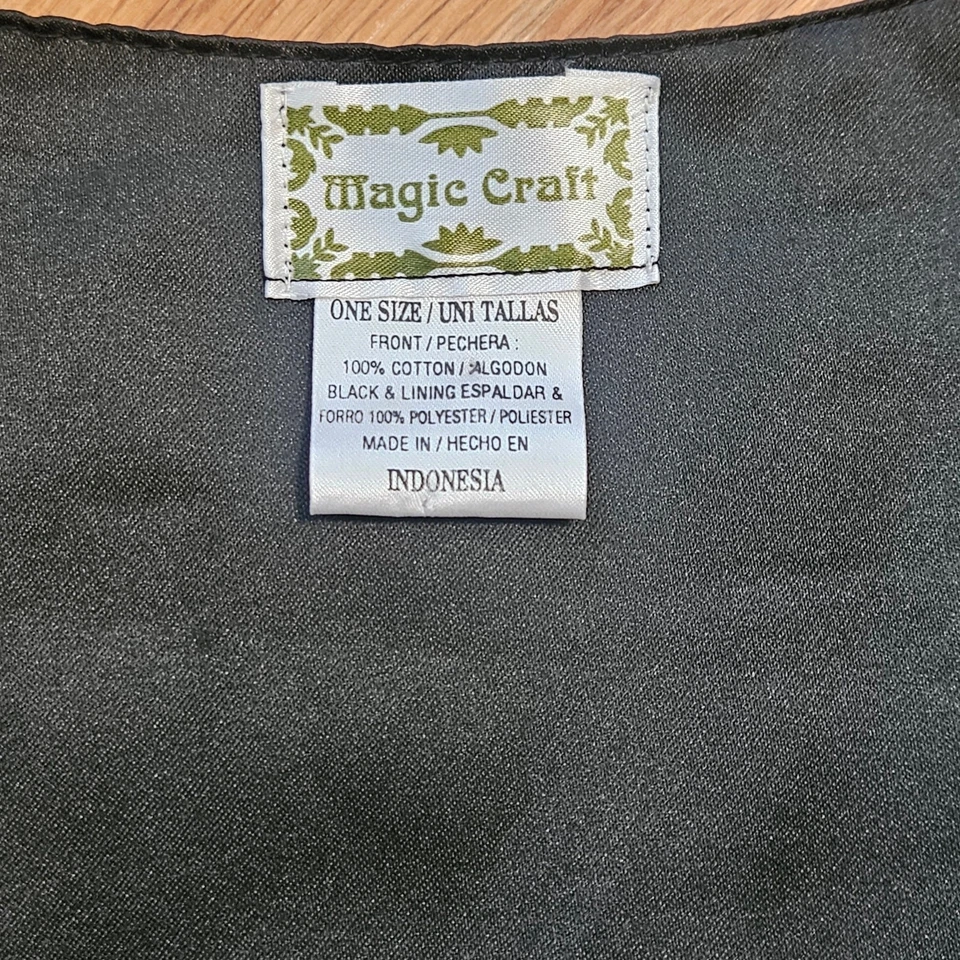 Magic Craft
ONE SIZE / UNI TALLAS
FRONT / PECHERA :
100% COTTON / ALGODON
BLACK & LINING ESPALDAR &
FORRO 100% POLYESTER / POLIESTER
MADE IN / HECHO EN
INDONESIA